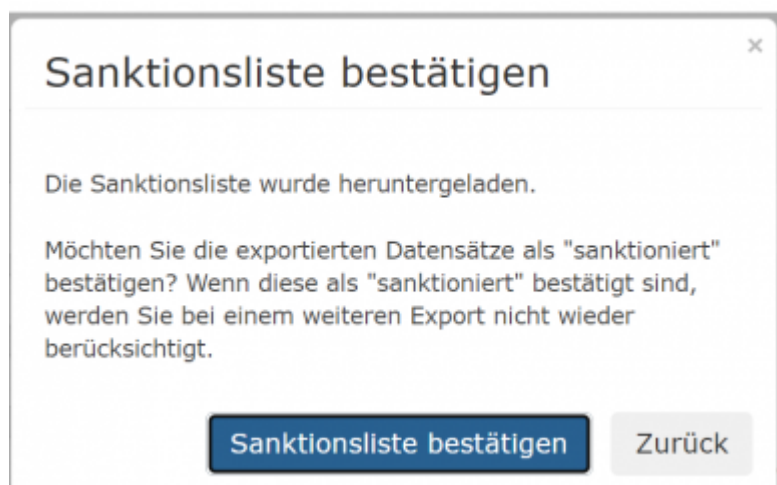 ×
Sanktionsliste bestätigen
Die Sanktionsliste wurde heruntergeladen.
Möchten Sie die exportierten Datensätze als "sanktioniert"
bestätigen? Wenn diese als "sanktioniert" bestätigt sind,
werden Sie bei einem weiteren Export nicht wieder
berücksichtigt.
Sanktionsliste bestätigen
Zurück